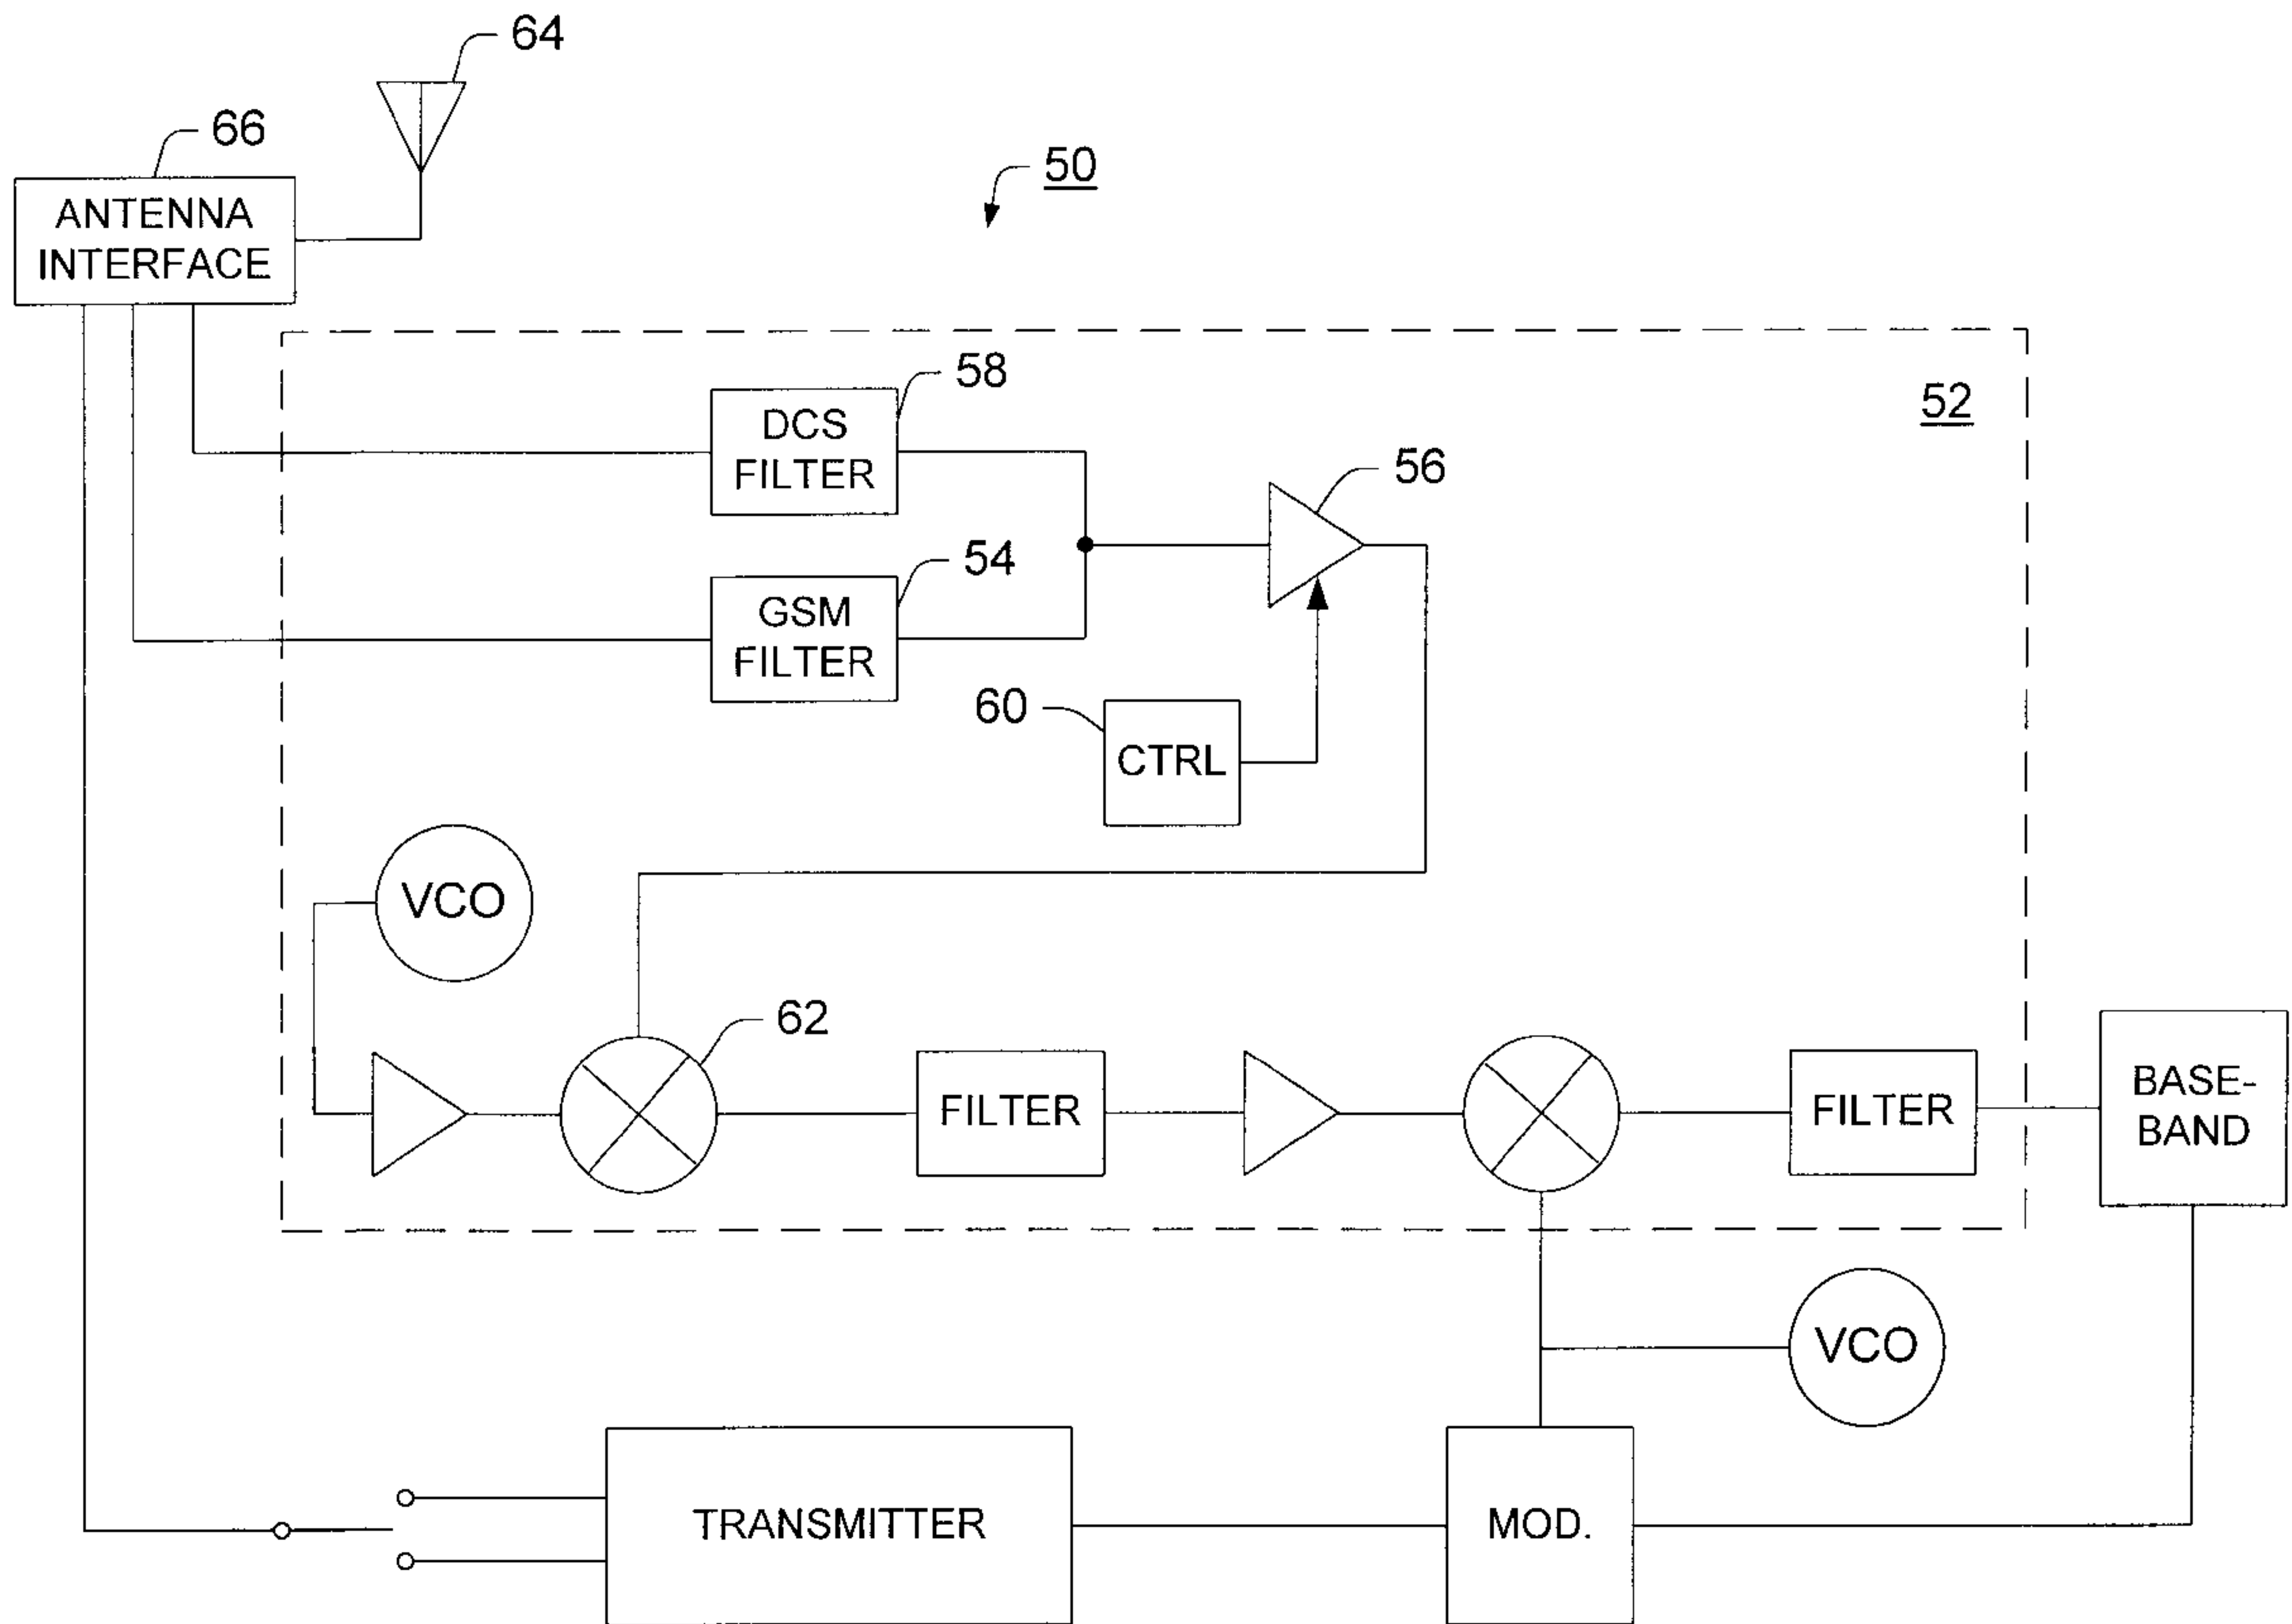 64
66
50
ANTENNA
INTERFACE
58
52
DCS
FILTER
56
54
GSM
FILTER
60
CTRL
VCO
62
FILTER
FILTER
BASE-
BAND
VCO
TRANSMITTER
MOD.